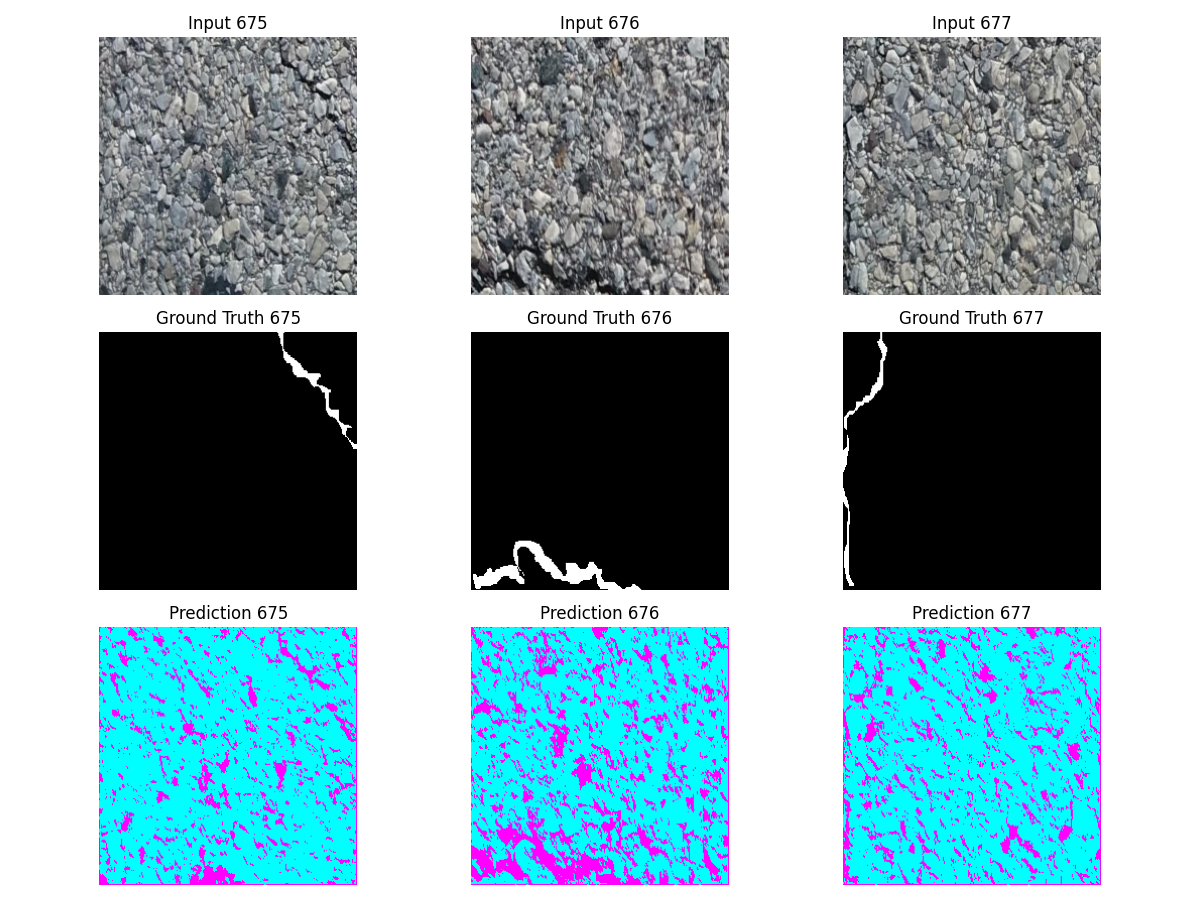 Input 675
Input 676
Input 677
Ground Truth 675
Ground Truth 676
Ground Truth 677
Prediction 675
Prediction 676
Prediction 677